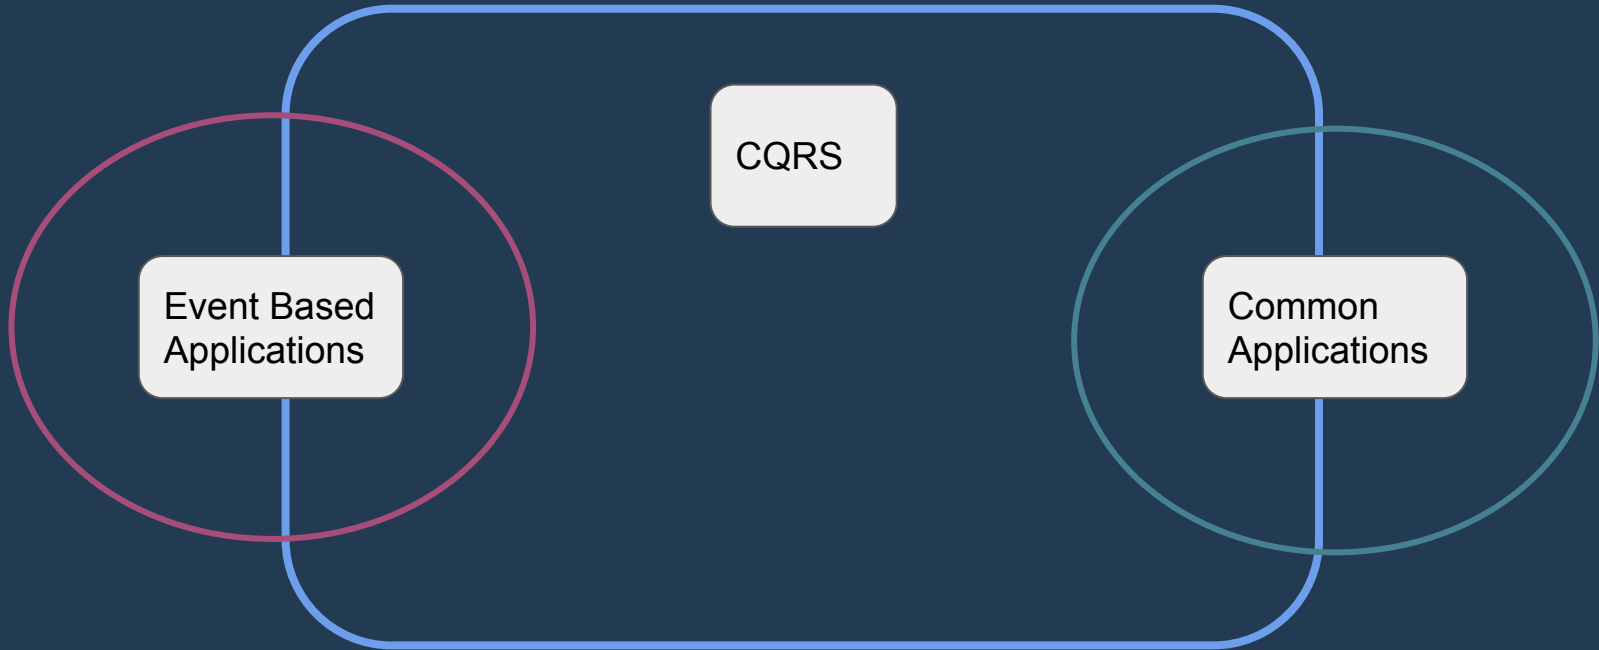 CQRS
Event Based
Applications
Common
Applications